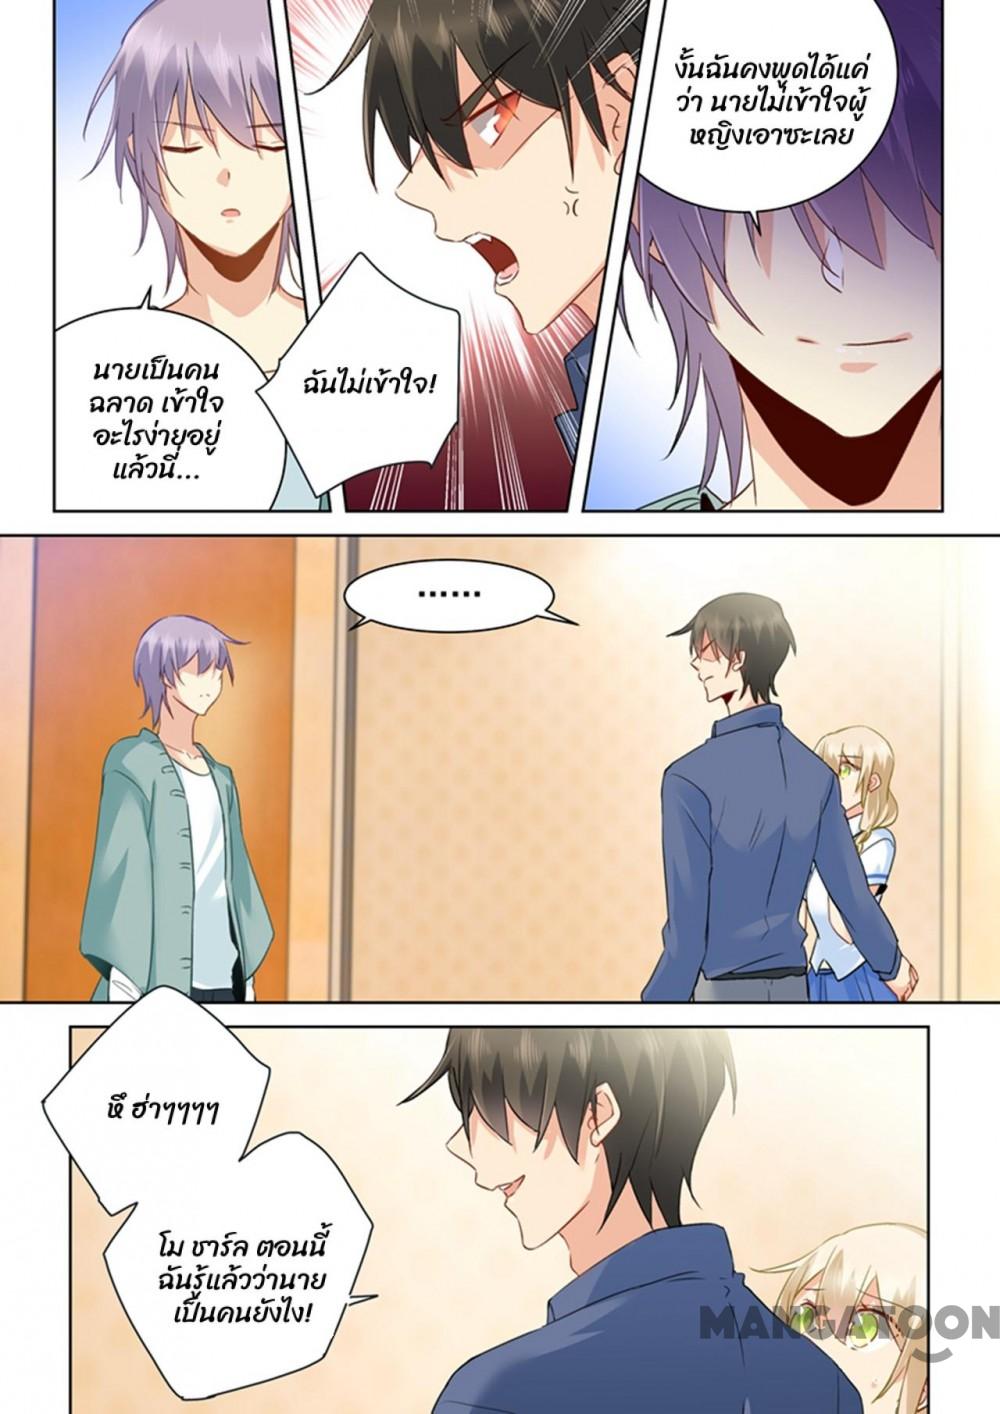 นายเป็นคน
ฉลาด เข้าใจ
อะไรง่ายอยู่
แล้วนี่...
ฉันไม่เข้าใจ!
งั้นฉันคงพูดได้แค่
ว่า นายไม่เข้าใจผู้
หญิงเอาซะเลย
......
หึ ฮ่าๆๆๆๆ
โม ชาร์ล ตอนนี้
ฉันรู้แล้วว่านาย
เป็นคนยังไง!
MANGATOON